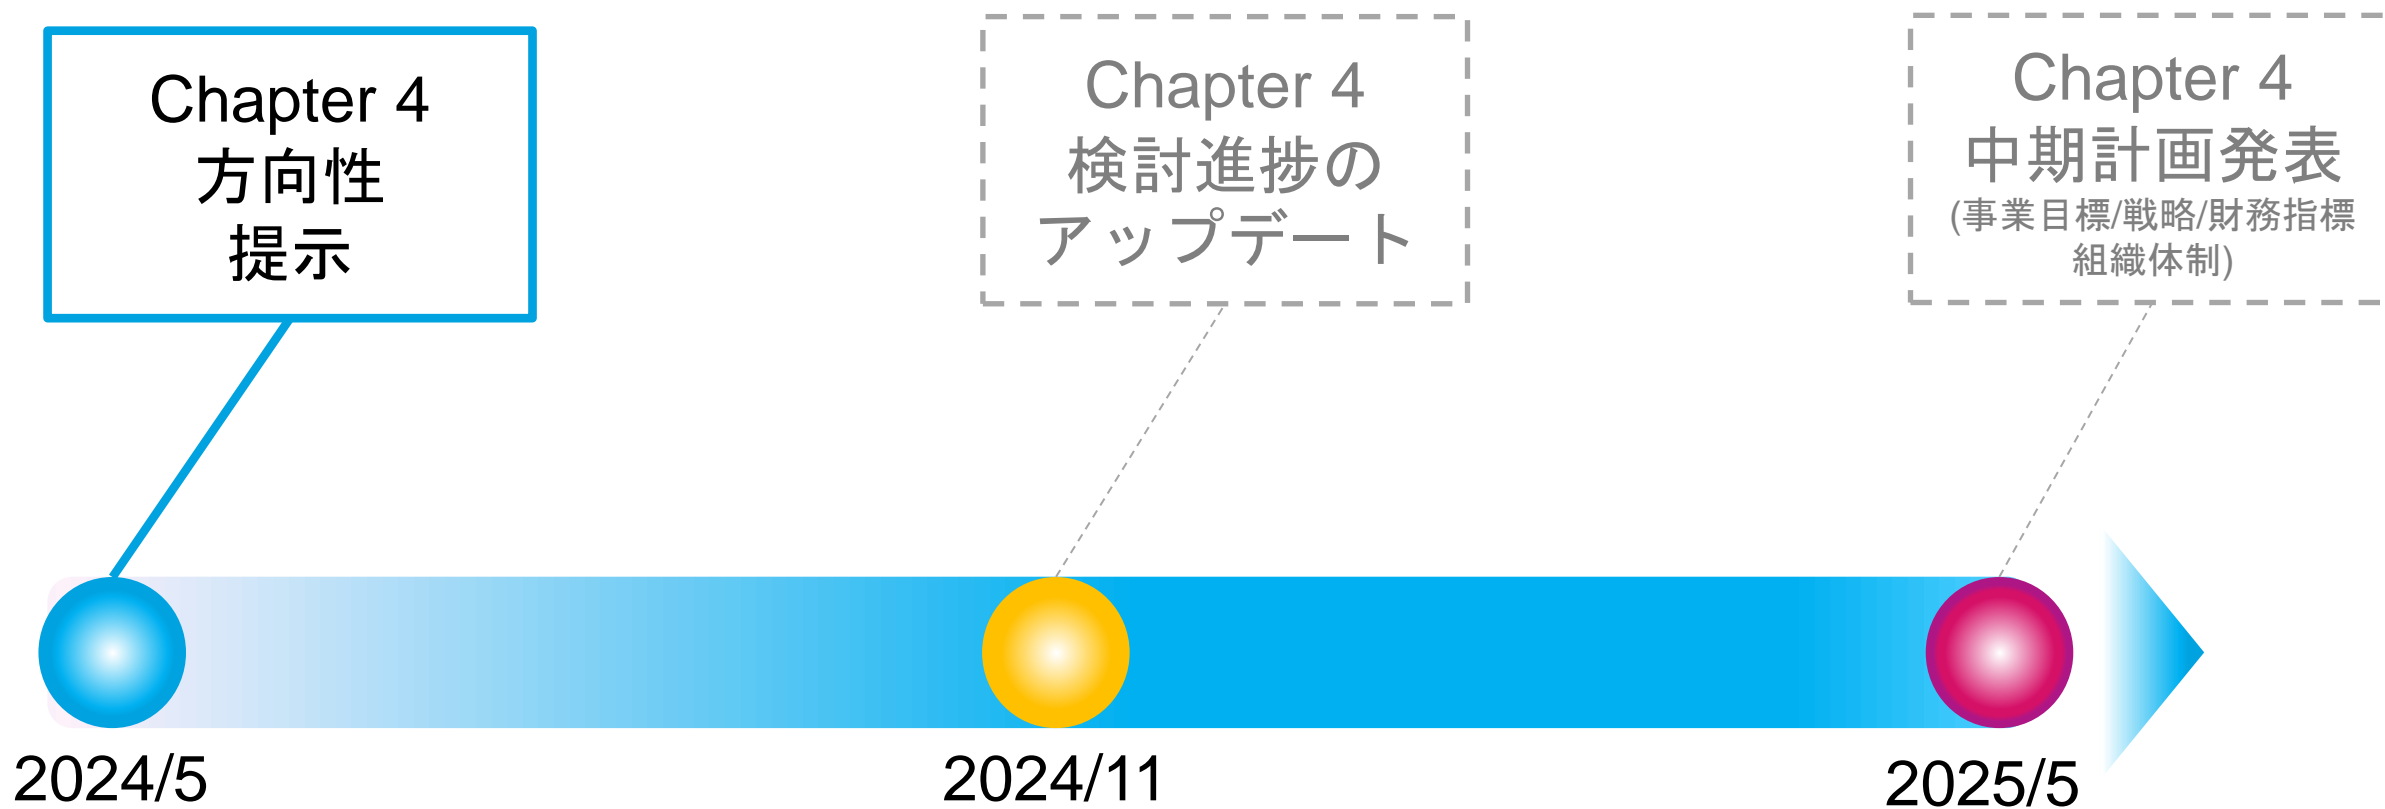 Chapter 4
方向性
提示
Chapter 4
検討進捗の
アップデート
Chapter 4
中期計画発表
(事業目標/戦略/財務指標
組織体制)
2024/5
2024/11
2025/5